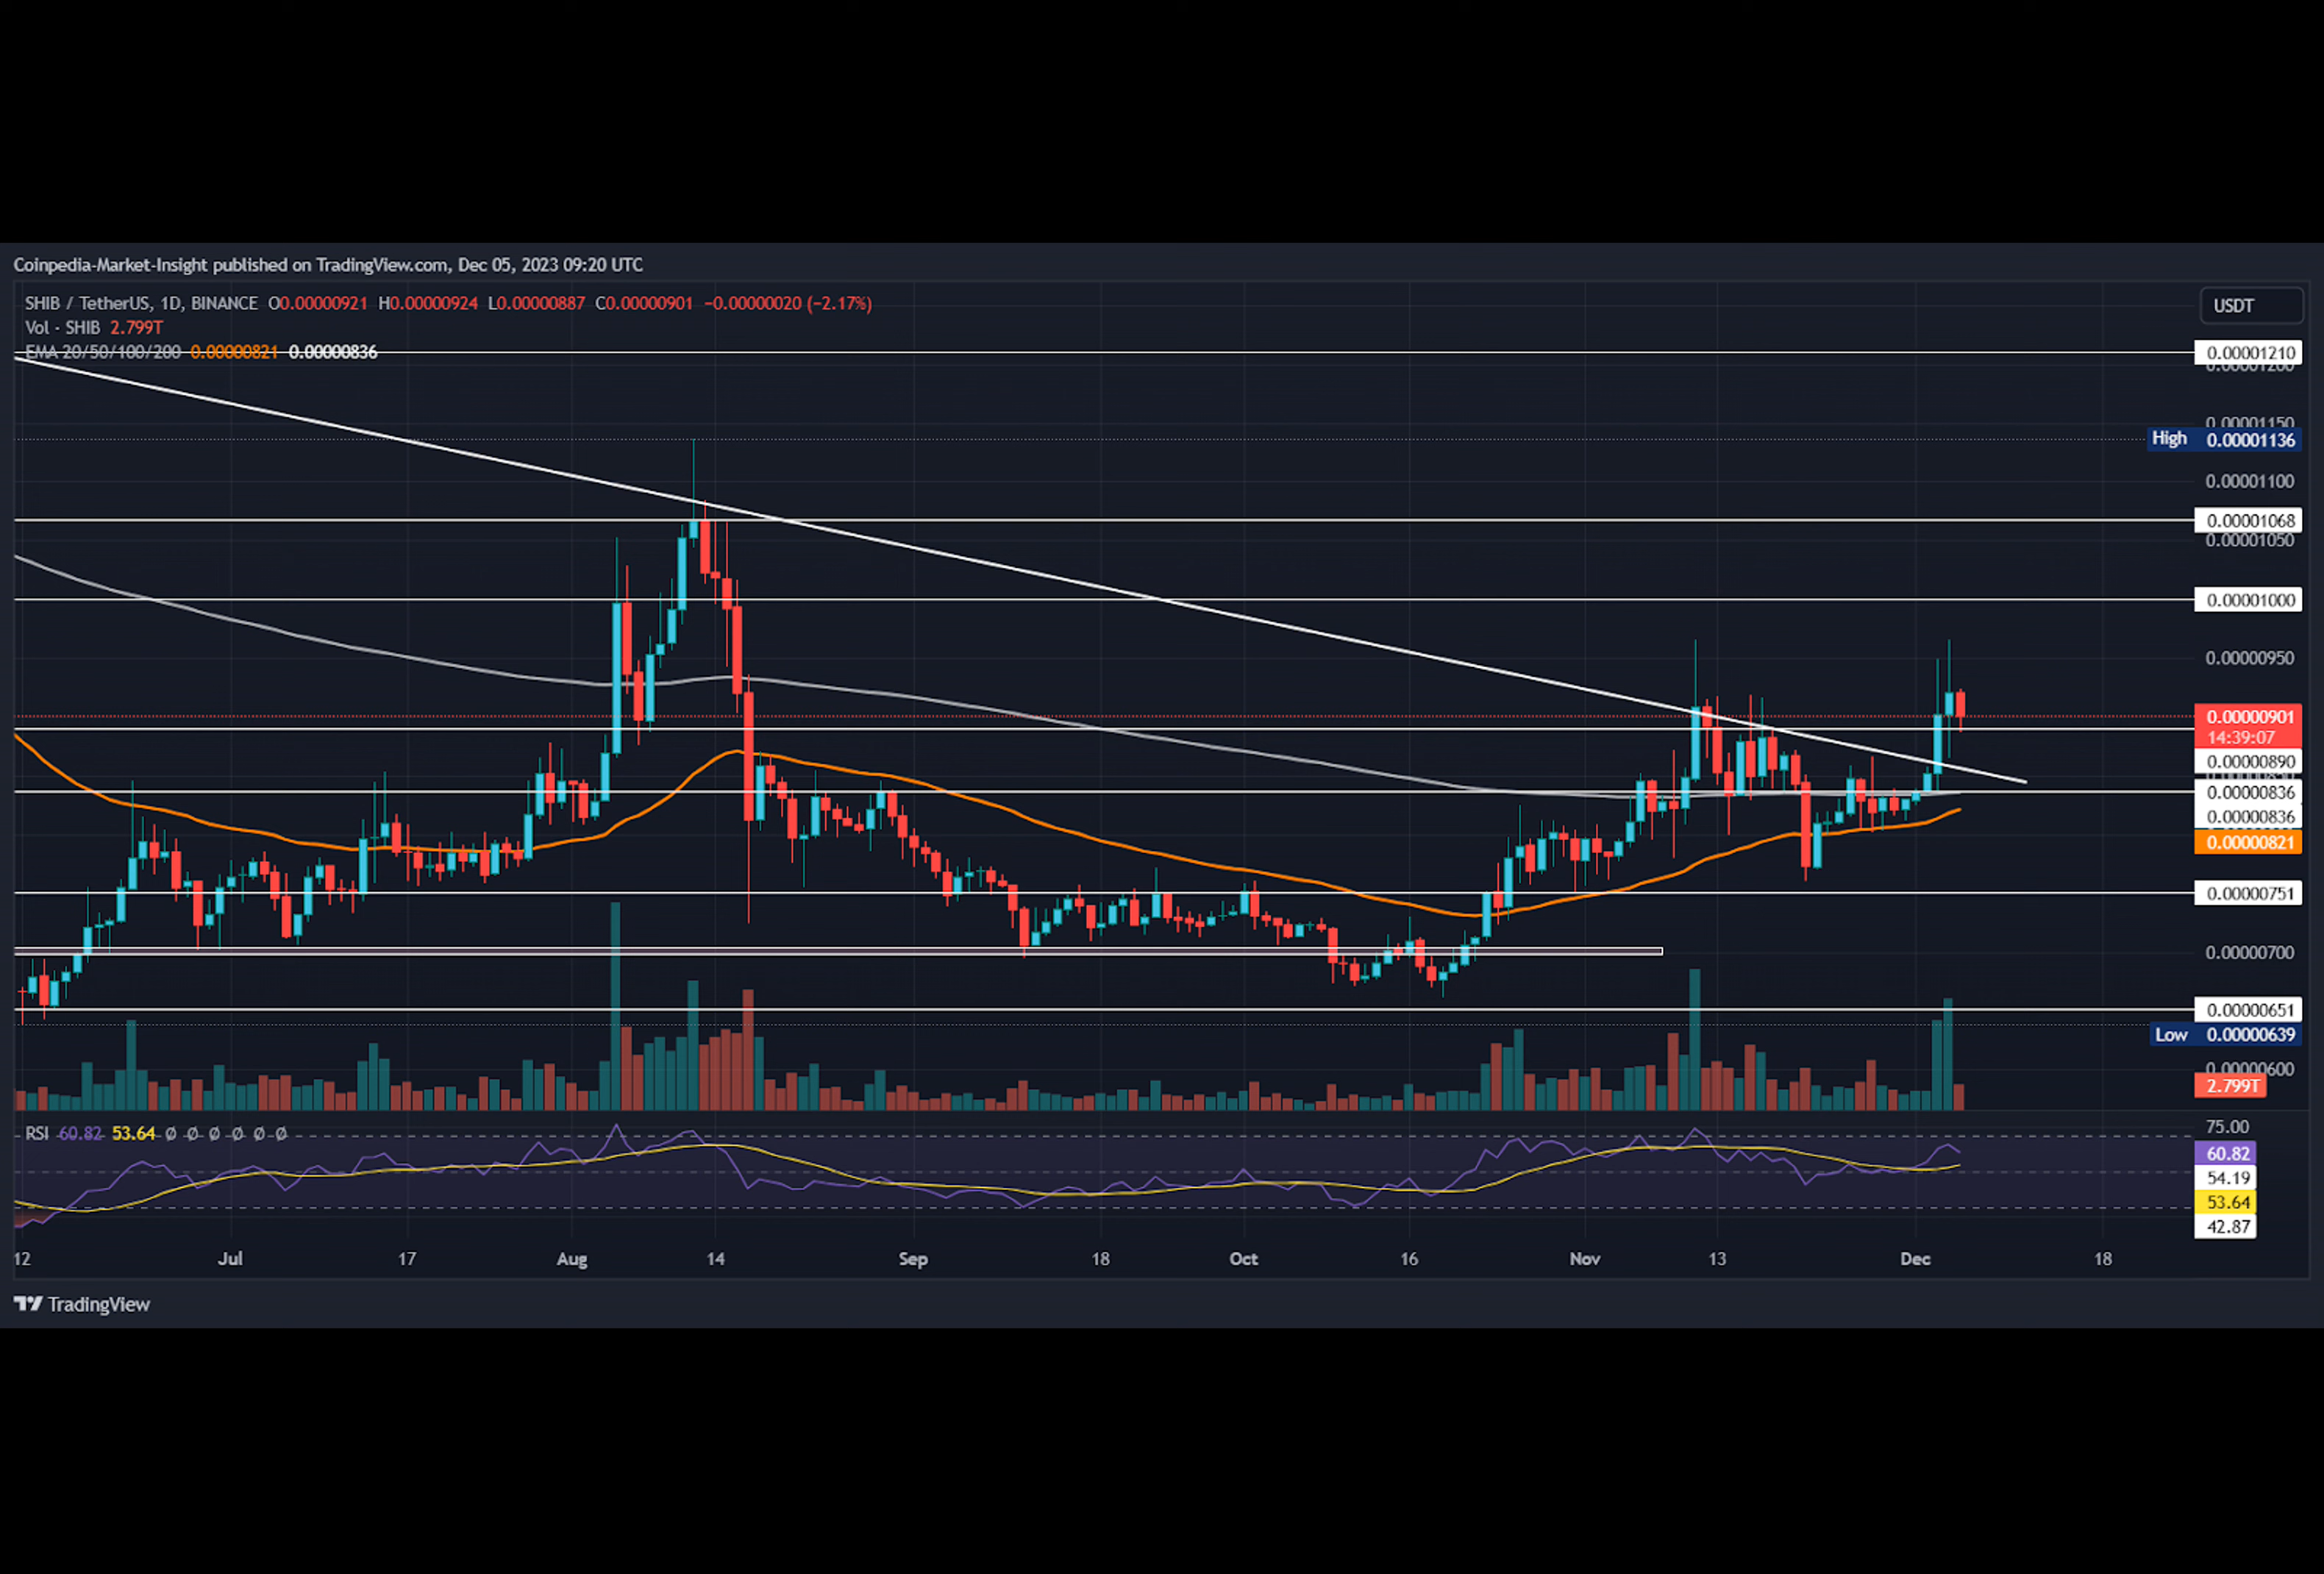 Coinpedia-Market-Insight published on TradingView.com, Dec 05, 2023 09:20 UTC
SHIB / TetherUS, 1D, BINANCE O0.00000921 H0.00000924 L0.00000887 C0.00000901 −0.00000020 (−2.17%)
Vol · SHIB 2.799T
EMA 20/50/100/200 0.00000821 0.00000836
USDT
0.00001210
0.00001200
0.00001150
High 0.00001136
0.00001100
0.00001068
0.00001050
0.00001000
0.00000950
0.00000901
14:39:07
0.00000890
0.00000836
0.00000836
0.00000821
0.00000751
0.00000700
0.00000651
Low 0.00000639
0.00000600
2.799T
RSI 60.82 53.64 Ø Ø Ø Ø Ø Ø
75.00
60.82
54.19
53.64
42.87
12 Jul 17 Aug 14 Sep 18 Oct 16 Nov 13 Dec 18
TradingView